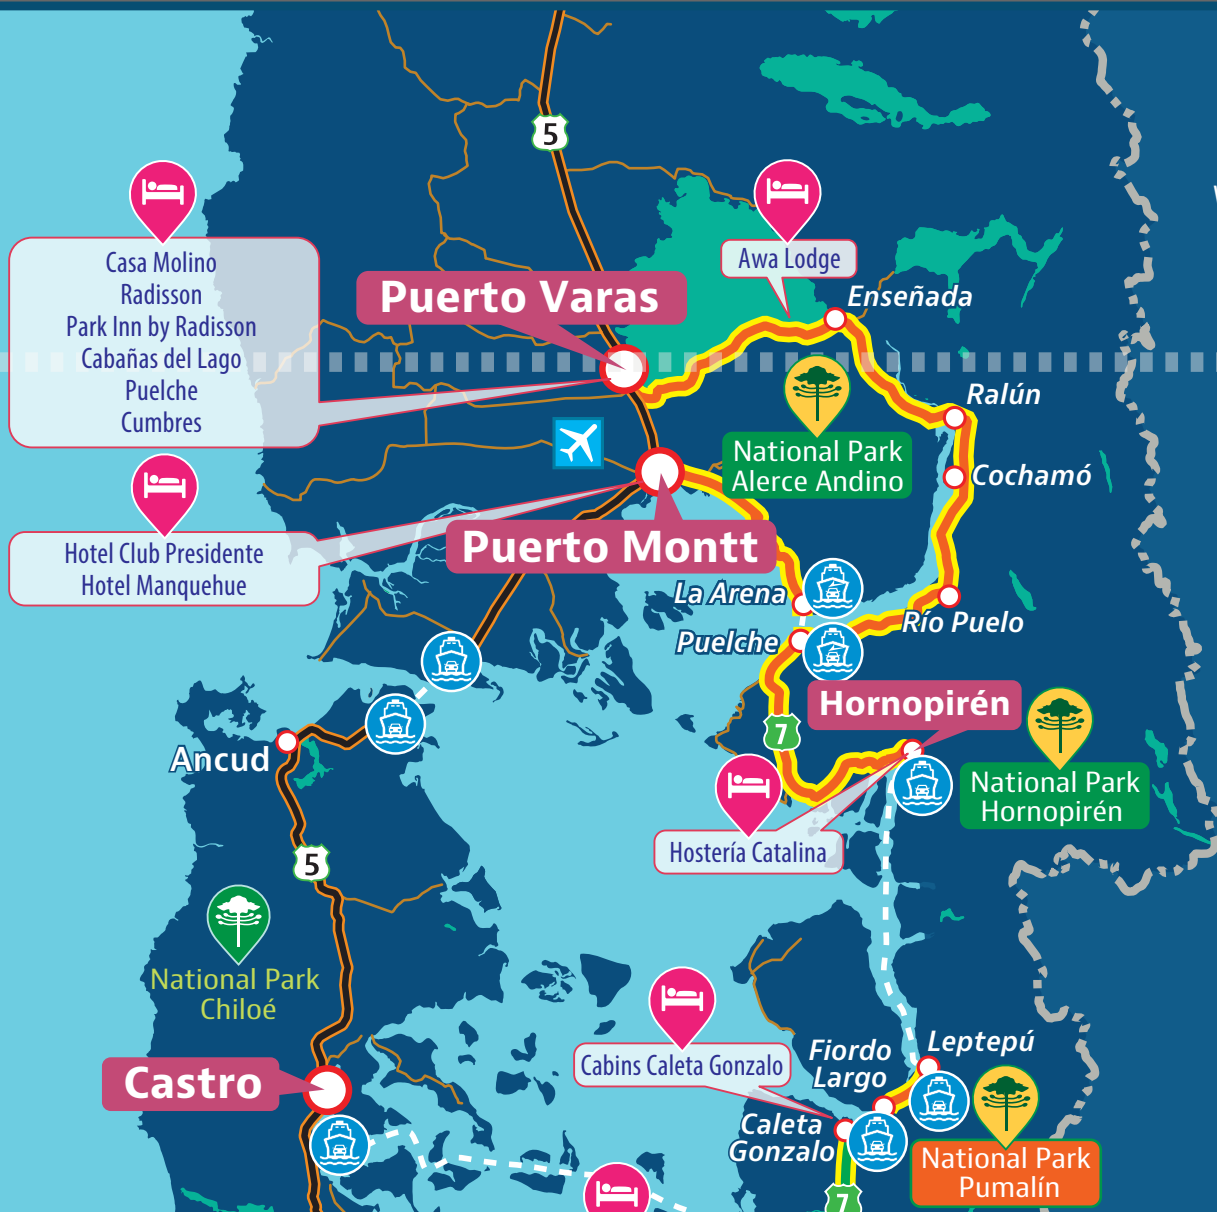 5
Casa Molino
Radisson
Park Inn by Radisson
Cabañas del Lago
Puelche
Cumbres
Awa Lodge
Puerto Varas
Enseñada
Ralún
National Park
Alerce Andino
Cochamó
Hotel Club Presidente
Hotel Manquehue
Puerto Montt
La Arena
Puelche
Río Puelo
Hornopirén
7
Ancud
National Park
Hornopirén
Hostería Catalina
5
National Park
Chiloé
Castro
Cabins Caleta Gonzalo
Fiordo
Largo
Leptepú
Caleta
Gonzalo
National Park
Pumalín
7